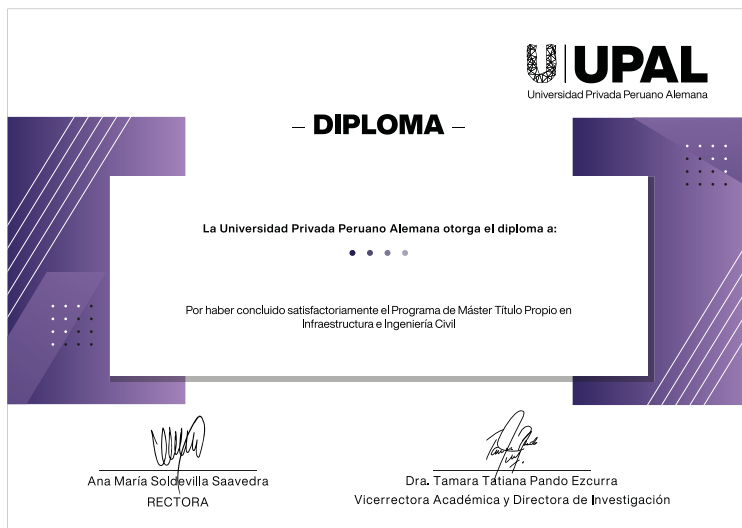 UPAL
Universidad Privada Peruano Alemana
DIPLOMA
La Universidad Privada Peruano Alemana otorga el diploma a:
Por haber concluido satisfactoriamente el Programa de Máster Título Propio en
Infraestructura e Ingeniería Civil
Ana María Soldevilla Saavedra
RECTORA
Dra. Tamara Tatiana Pando Ezcurra
Vicerrectora Académica y Directora de Investigación